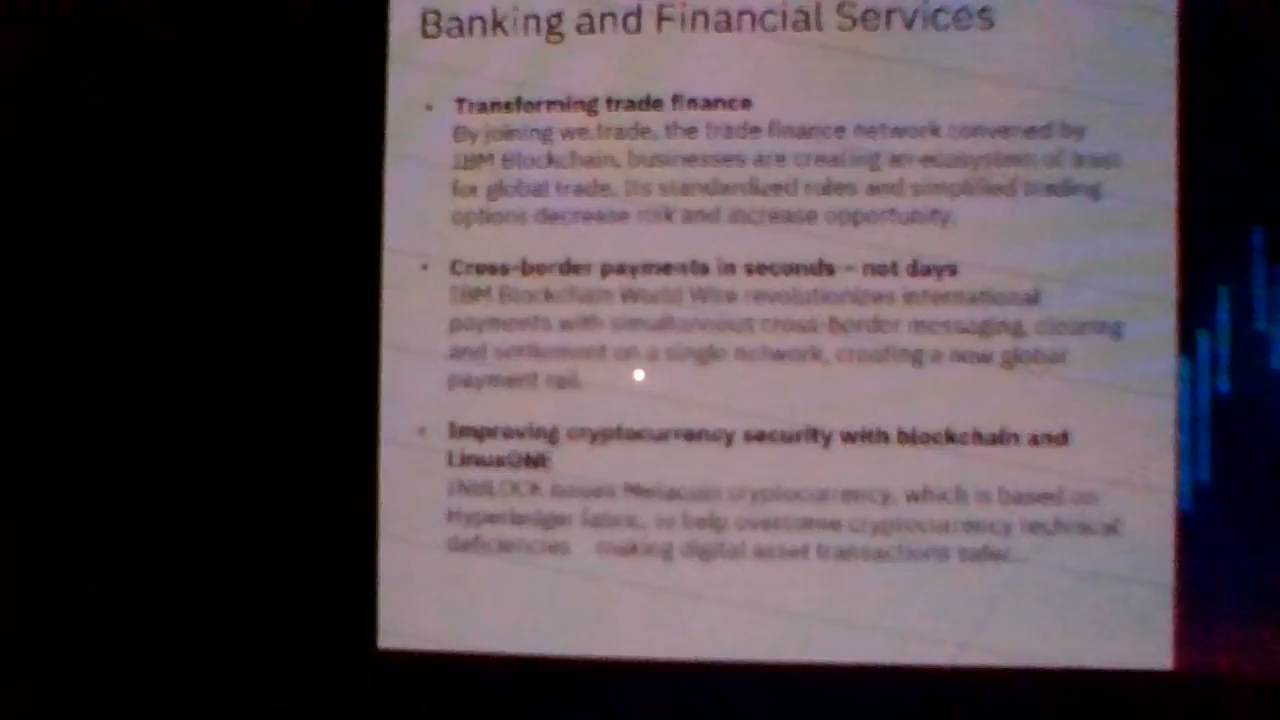 Banking and Financial Services
• Transforming trade finance
By joining we.trade, the trade finance network convened by
IBM Blockchain, businesses are creating an ecosystem of trust
for global trade. Its standardized rules and simplified trading
options decrease risk and increase opportunity.
• Cross-border payments in seconds – not days
IBM Blockchain World Wire revolutionizes international
payments with simultaneous cross-border messaging, clearing
and settlement on a single network, creating a new global
payment rail.
• Improving cryptocurrency security with blockchain and
LinuxONE
issues cryptocurrency, which is based on
Hyperledger fabric, to help overcome cryptocurrency technical
deficiencies making digital asset transactions safer.